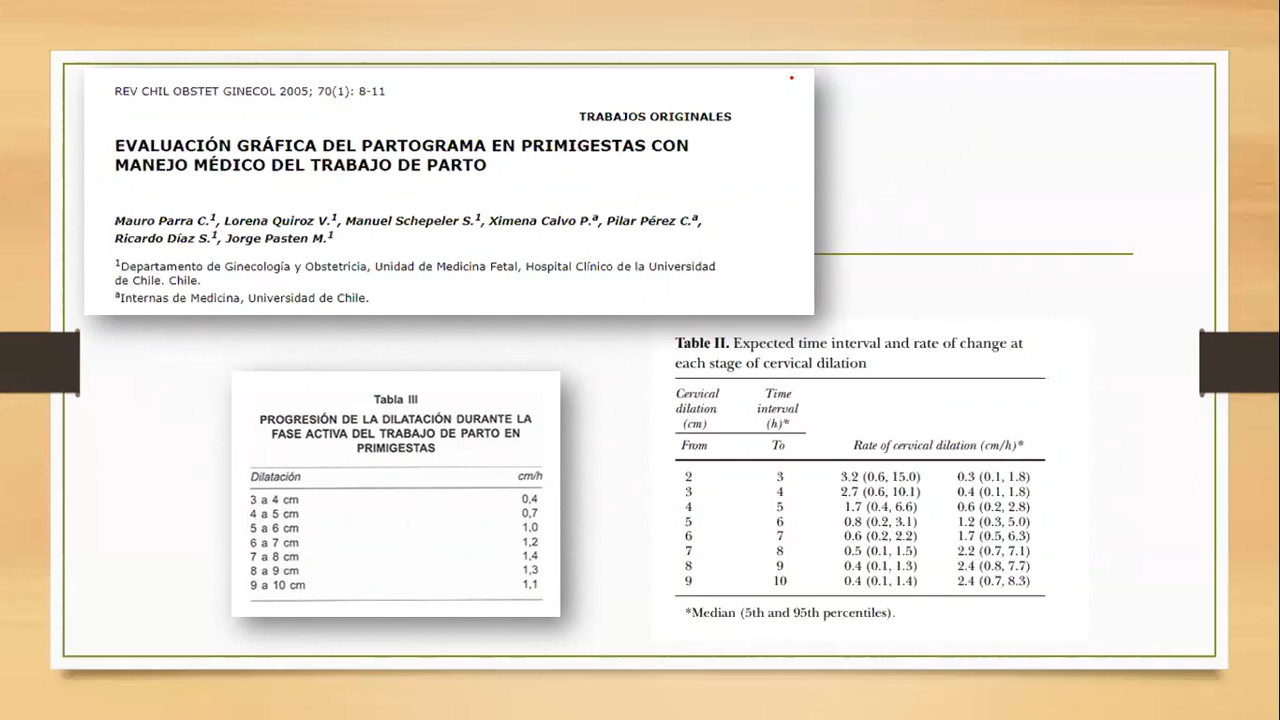 REV CHIL OBSTET GINECOL 2005; 70(1): 8-11
TRABAJOS ORIGINALES
EVALUACIÓN GRÁFICA DEL PARTOGRAMA EN PRIMIGESTAS CON
MANEJO MÉDICO DEL TRABAJO DE PARTO
Mauro Parra C.1, Lorena Quiroz V.1, Manuel Schepeler S.1, Ximena Calvo P.a, Pilar Pérez C.a,
Ricardo Díaz S.1, Jorge Pasten M.1
1Departamento de Ginecología y Obstetricia, Unidad de Medicina Fetal, Hospital Clínico de la Universidad
de Chile. Chile.
aInternas de Medicina, Universidad de Chile.
Tabla III
PROGRESIÓN DE LA DILATACIÓN DURANTE LA
FASE ACTIVA DEL TRABAJO DE PARTO EN
PRIMIGESTAS
Dilatación cm/h
3 a 4 cm 0,4
4 a 5 cm 0,7
5 a 6 cm 1,0
6 a 7 cm 1,2
7 a 8 cm 1,4
8 a 9 cm 1,3
9 a 10 cm 1,1
Table II. Expected time interval and rate of change at
each stage of cervical dilation
Cervical Time
dilation interval
(cm) (h)*
From To Rate of cervical dilation (cm/h)*
2 3 3.2 (0.6, 15.0) 0.3 (0.1, 1.8)
3 4 2.7 (0.6, 10.1) 0.4 (0.1, 1.8)
4 5 1.7 (0.4, 6.6) 0.6 (0.2, 2.8)
5 6 0.8 (0.2, 3.1) 1.2 (0.3, 5.0)
6 7 0.6 (0.2, 2.2) 1.7 (0.5, 6.3)
7 8 0.5 (0.1, 1.5) 2.2 (0.7, 7.1)
8 9 0.4 (0.1, 1.3) 2.4 (0.8, 7.7)
9 10 0.4 (0.1, 1.4) 2.4 (0.7, 8.3)
*Median (5th and 95th percentiles).